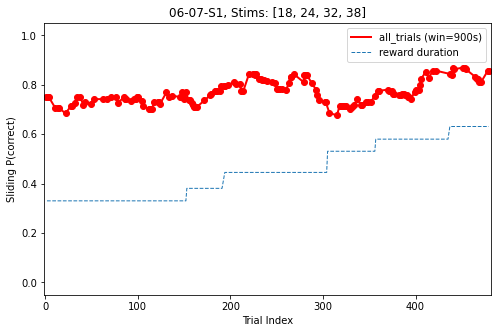 06-07-S1, Stims: [18, 24, 32, 38]
all_trials (win=900s)
reward duration
Sliding P(correct)
1.0
0.8
0.6
0.4
0.2
0.0
0
100
200
300
400
Trial Index